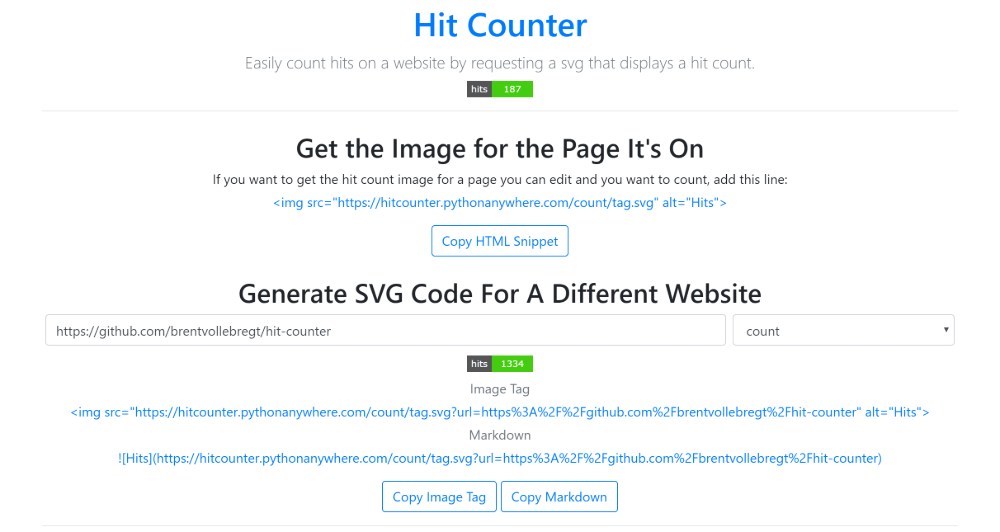 Hit Counter
Easily count hits on a website by requesting a svg that displays a hit count.
hits 187
Get the Image for the Page It's On
If you want to get the hit count image for a page you can edit and you want to count, add this line:
<img src="https://hitcounter.pythonanywhere.com/count/tag.svg" alt="Hits">
Copy HTML Snippet
Generate SVG Code For A Different Website
https://github.com/brentvollebregt/hit-counter count
hits 1334
Image Tag
<img src="https://hitcounter.pythonanywhere.com/count/tag.svg?url=https%3A%2F%2Fgithub.com%2Fbrentvollebregt%2Fhit-counter" alt="Hits">
Markdown
![Hits](https://hitcounter.pythonanywhere.com/count/tag.svg?url=https%3A%2F%2Fgithub.com%2Fbrentvollebregt%2Fhit-counter)
Copy Image Tag Copy Markdown